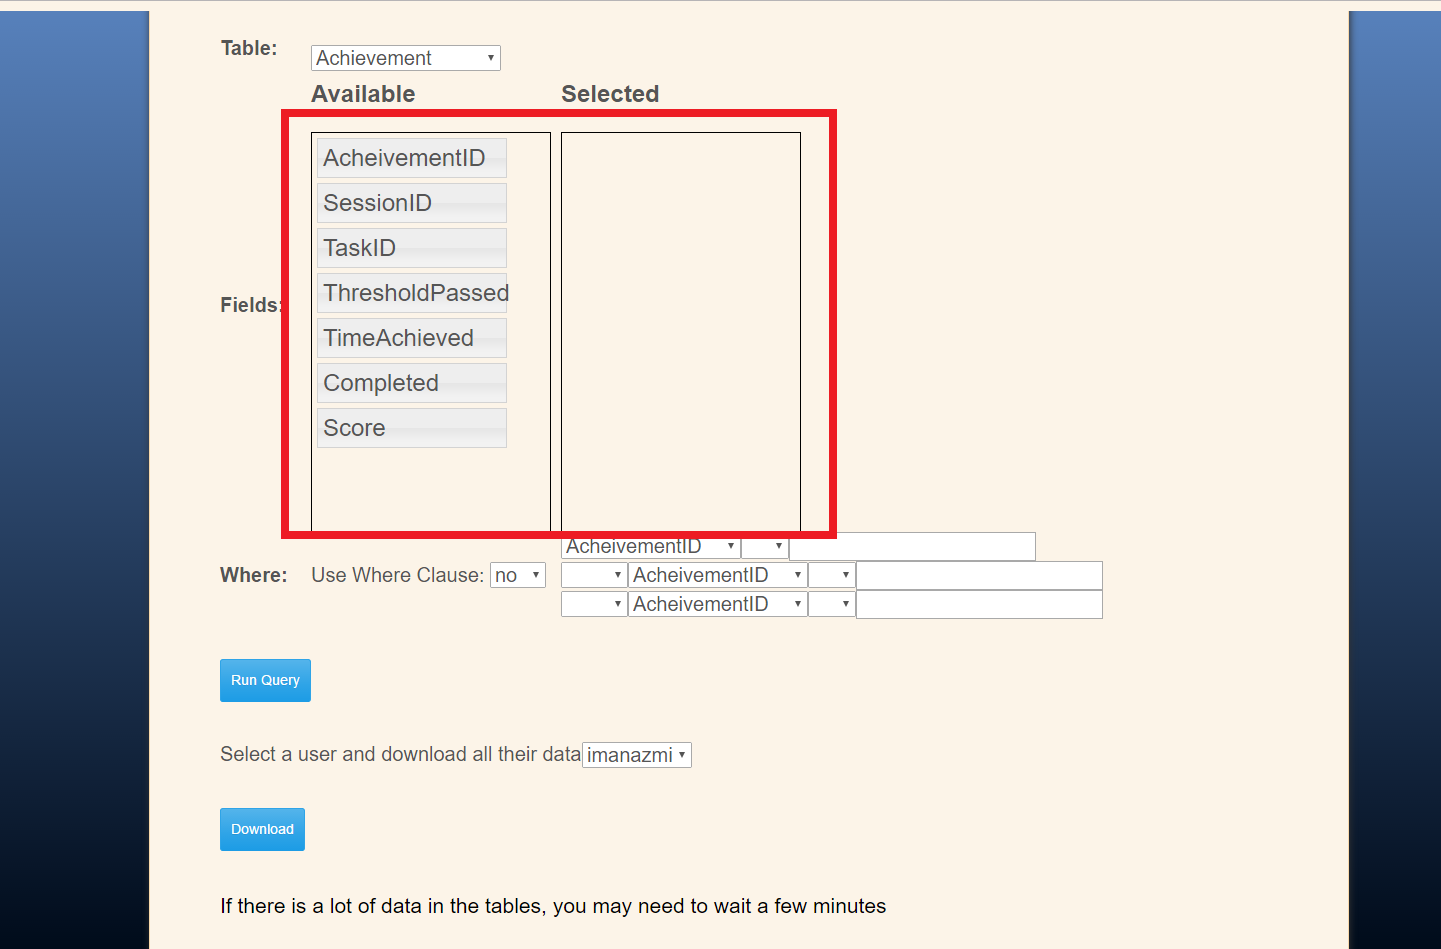 Table:
Achievement
Available Selected
AcheivementID
SessionID
TaskID
Fields:
ThresholdPassed
TimeAchieved
Completed
Score
AcheivementID
Where: Use Where Clause: no AcheivementID
AcheivementID
Run Query
Select a user and download all their data imanazmi
Download
If there is a lot of data in the tables, you may need to wait a few minutes